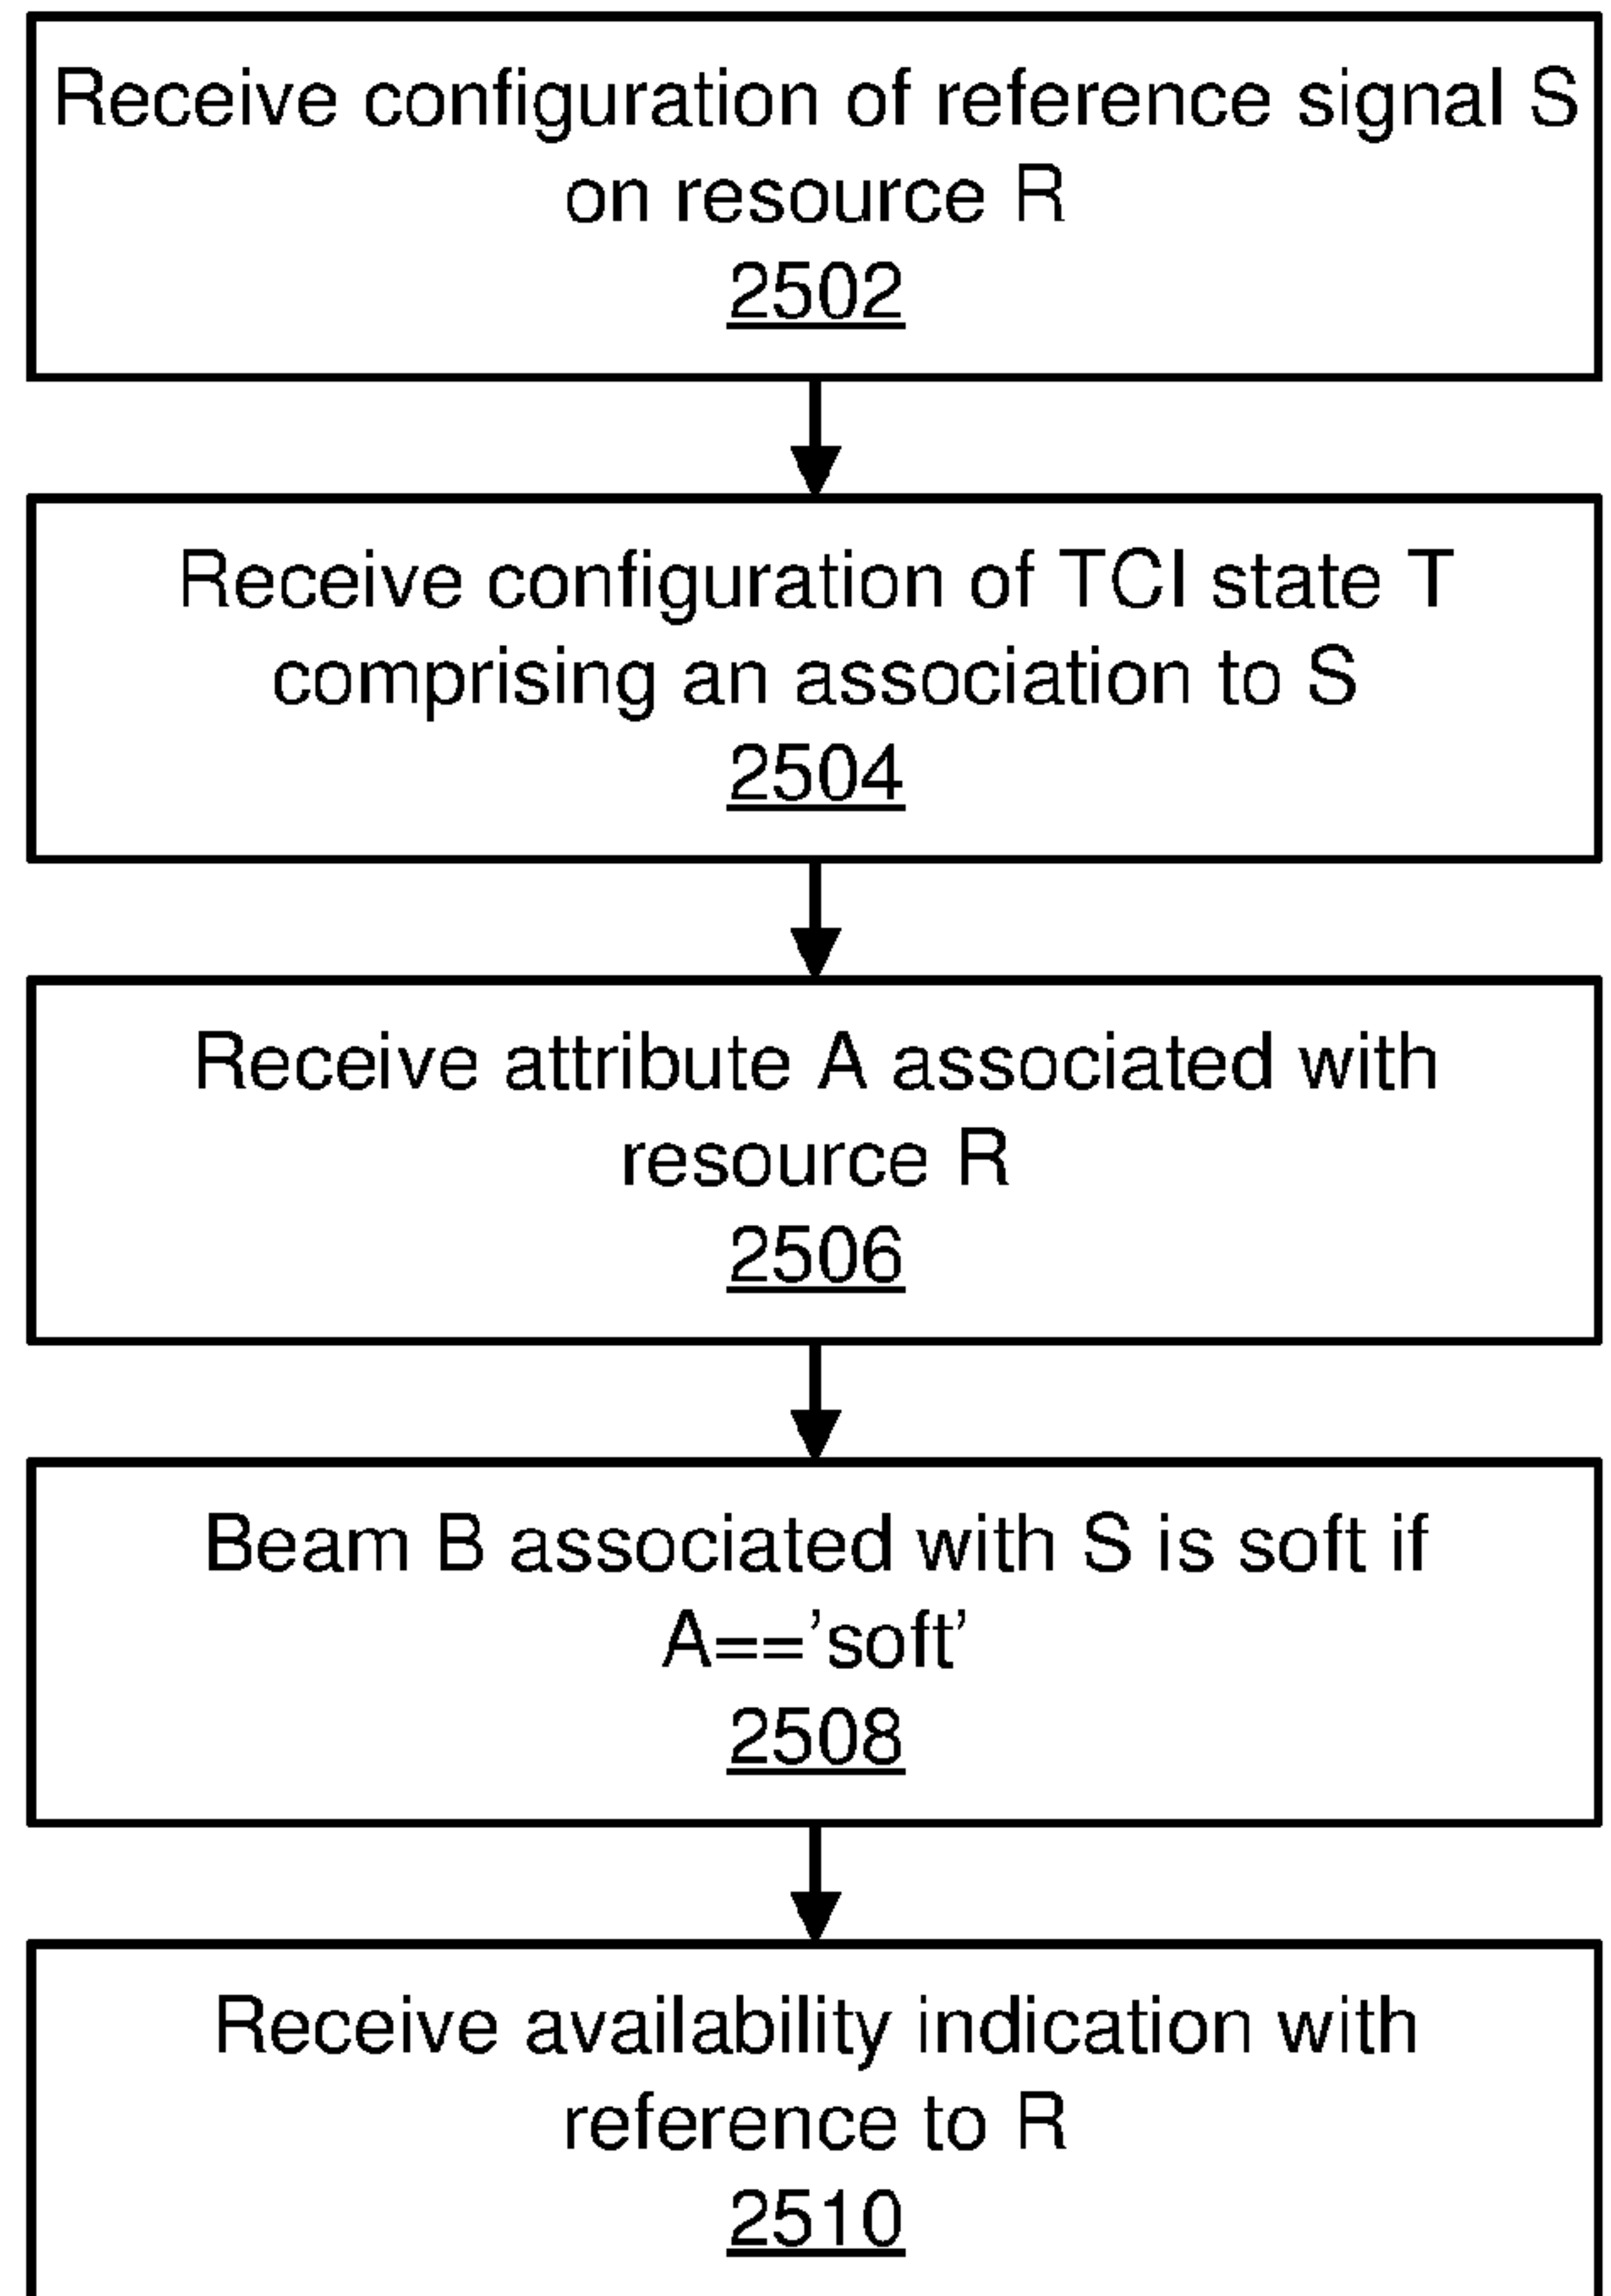 Receive configuration of reference signal S
on resource R
2502
Receive configuration of TCI state T
comprising an association to S
2504
Receive attribute A associated with
resource R
2506
Beam B associated with S is soft if
A==’soft’
2508
Receive availability indication with
reference to R
2510